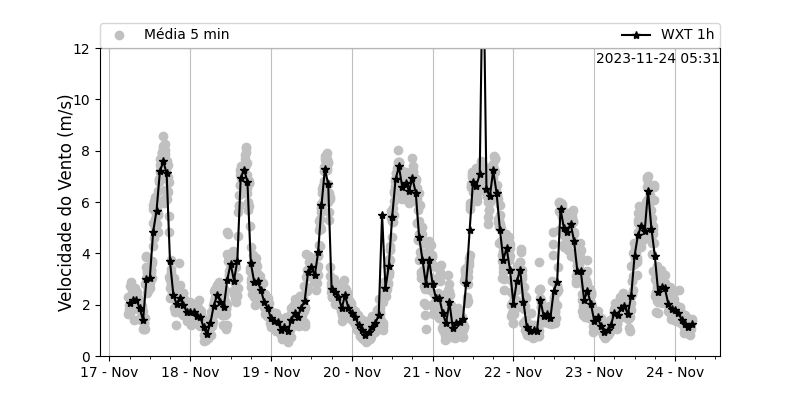 Média 5 min
WXT 1h
2023-11-24 05:31
Velocidade do Vento (m/s)
12
10
8
6
4
2
0
17 - Nov 18 - Nov 19 - Nov 20 - Nov 21 - Nov 22 - Nov 23 - Nov 24 - Nov